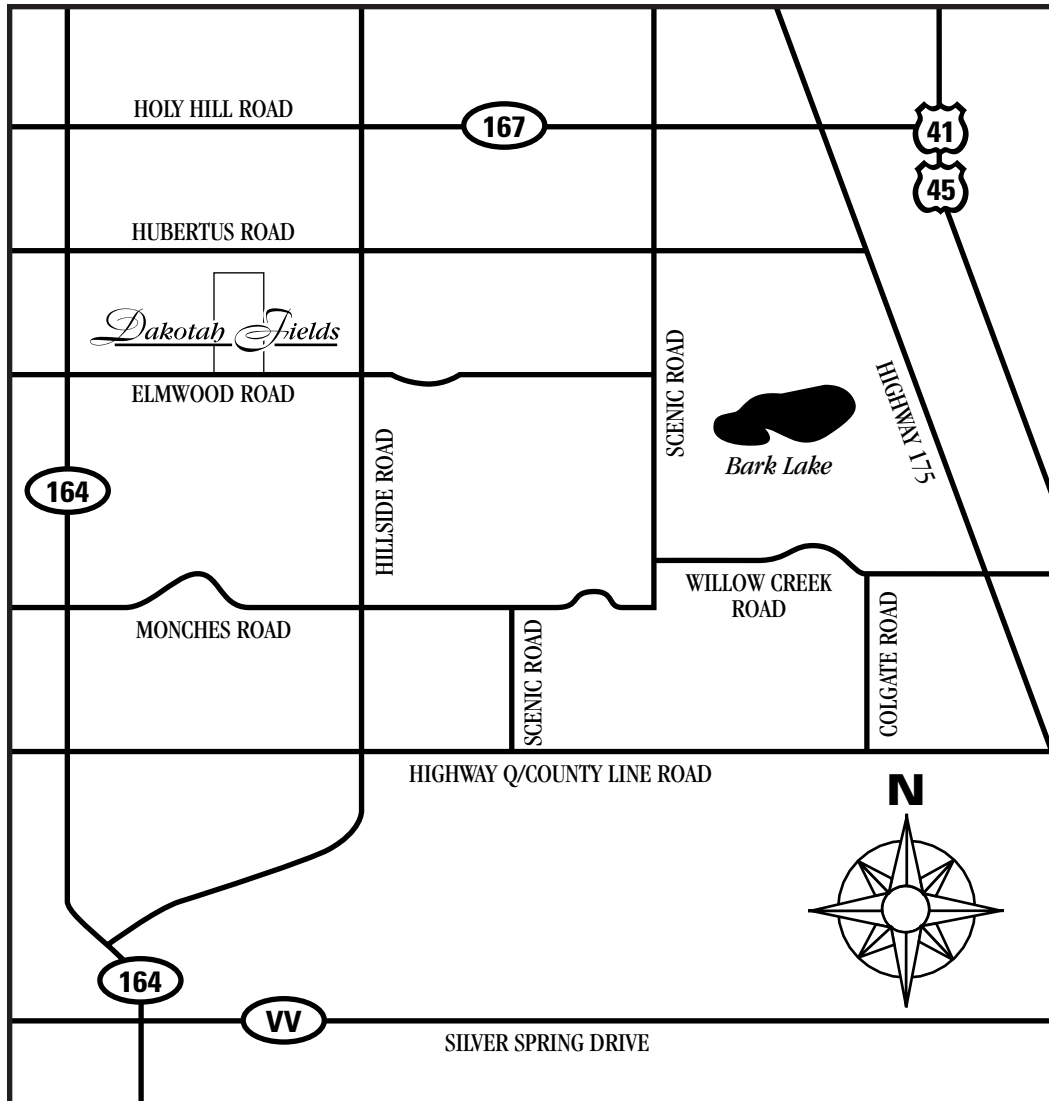 HOLY HILL ROAD
167
41
45
HUBERTUS ROAD
Dakotah Fields
ELMWOOD ROAD
SCENIC ROAD
HIGHWAY 175
Bark Lake
164
HILLSIDE ROAD
WILLOW CREEK
ROAD
MONCHES ROAD
SCENIC ROAD
COLGATE ROAD
HIGHWAY Q/COUNTY LINE ROAD
N
164
VV
SILVER SPRING DRIVE